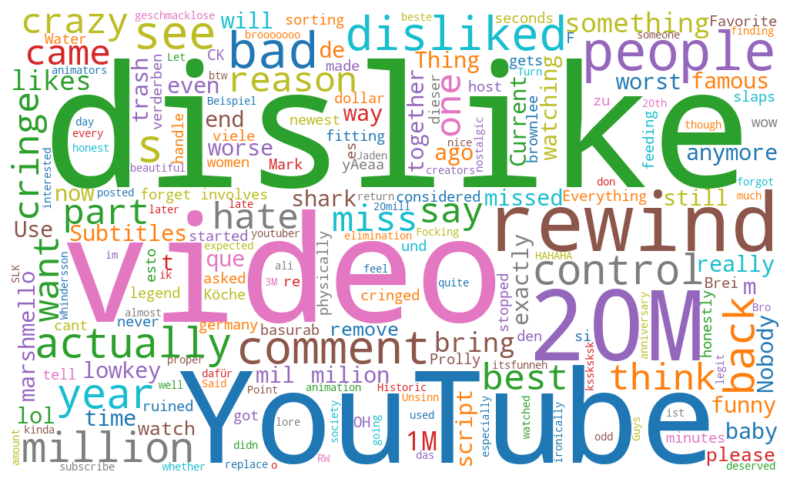 geschmacklose
beste
seconds
someone
finding
crazy
see
came
Water
sorting
will
CK
something
Favorite
animators
Let
brooooooo
de
disliked
F
Guys
bad
people
Thing
gets
likes
trash
verderben
even
btw
reason
made
host
Turn
worst
famous
dislike
Beispiel
dollar
newest
20th
slaps
day
every
honest
s
end
handle
viele
way
together
dieser
one
Current
brownlee
watching
zu
though
wow
cringe
worse
women
es
fitting
Mark
ago
nice
Jaden
nostalgic
feeding
anymore
interested
beautiful
yAeaa
creators
don
forgot
much
now
posted
forget involves
shark
return
considered
missed
Everything
still
part
later
late
hate
miss
say
20mill
rewind
Use
Subtitles
started
youtuber
expected
elimination
Focking
Want
t
que
im
ik
esto
asked
physically
ali
feel
und
exactly
HAHAHA
control
really
SLK
Whindersson
legend
Köche
3M
re
quite
Brei
m
almost
video
20M
marshmello
actually
cant
never
germany
basurab
cringed
stopped
remove
den
si
anniversary
honestly
Bro
legit
back
Nobody
comment
bring
Prolly
itsfunneh
kssksksk
tell
lowkey
proper
mil milion
best
think
year
well
dafür
Said
Point
animation
Historic
Unsinn
ist
funny
lol
time
ruined
got
OH
society
used
script
especially
ironically
odd
minutes
baby
kinda
watch
didn
lore
going
watched
YouTube
1M
please
million
amount
subscribe
whether
replace
o
RW
das
deserved